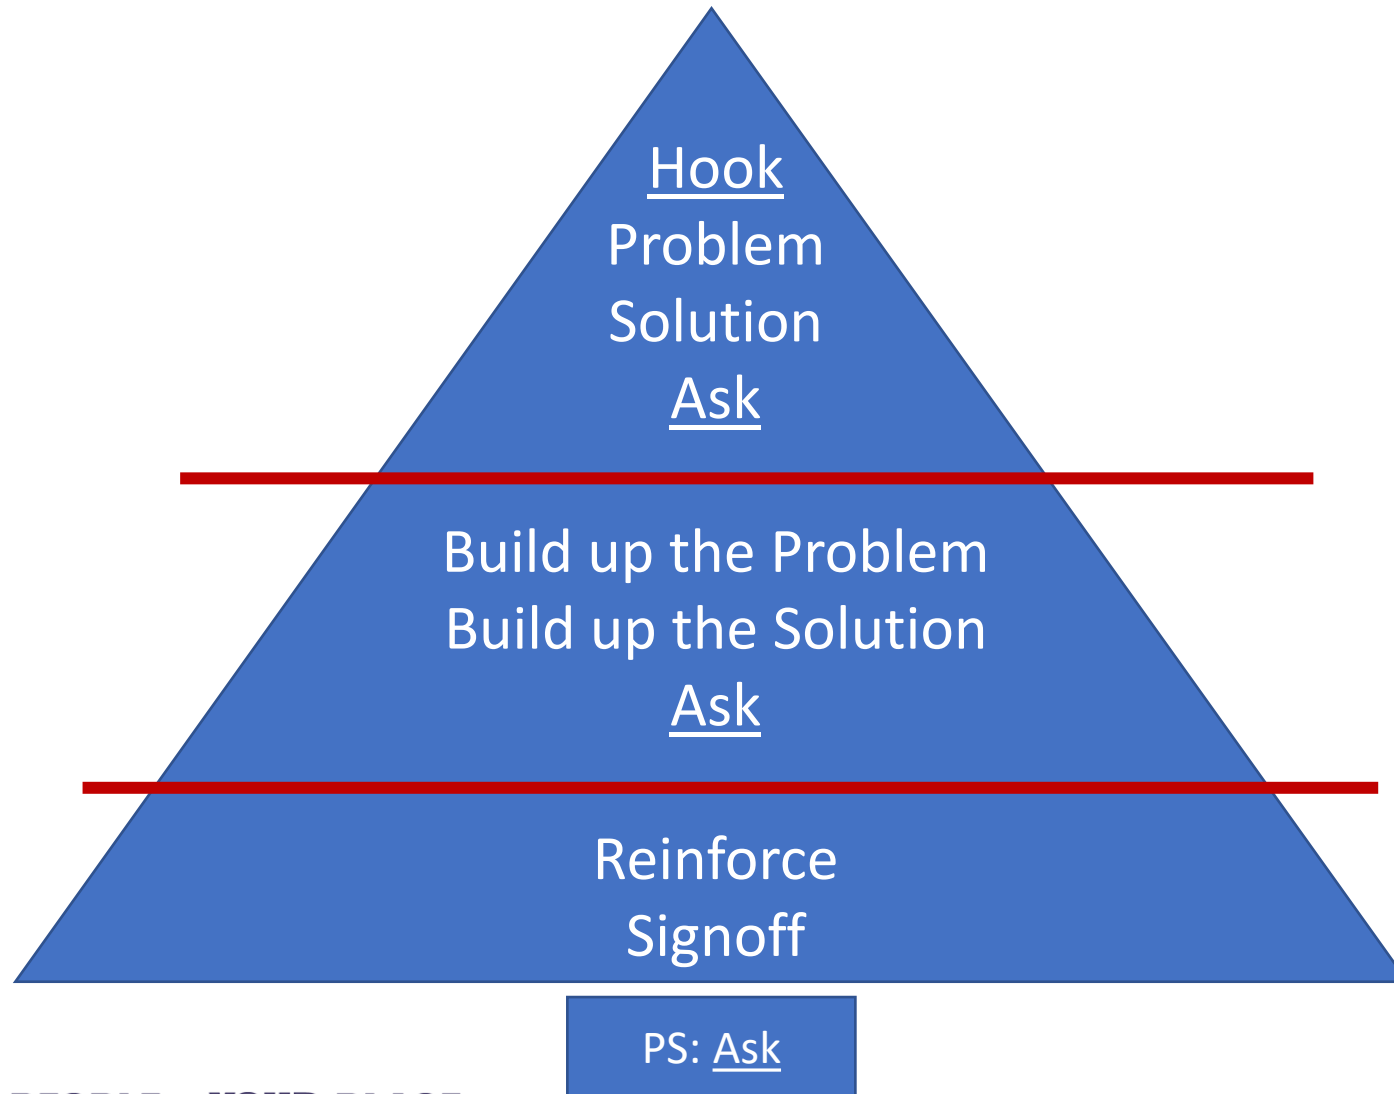 Hook
Problem
Solution
Ask
Build up the Problem
Build up the Solution
Ask
Reinforce
Signoff
PS: Ask